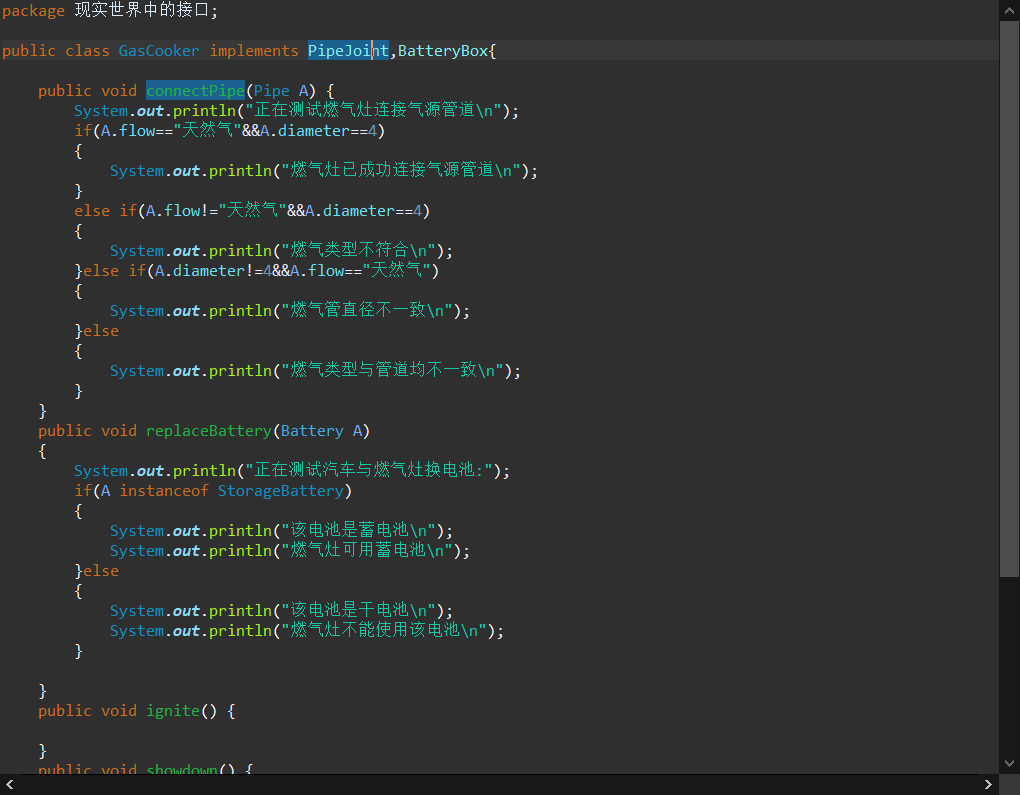 package 现实世界中的接口;
public class GasCooker implements PipeJoint,BatteryBox{
public void connectPipe(Pipe A) {
System.out.println("正在测试燃气灶连接气源管道\n");
if(A.flow=="天然气"&&A.diameter==4)
{
System.out.println("燃气灶已成功连接气源管道\n");
}
else if(A.flow!="天然气"&&A.diameter==4)
{
System.out.println("燃气类型不符合\n");
}else if(A.diameter!=4&&A.flow=="天然气")
{
System.out.println("燃气管直径不一致\n");
}else
{
System.out.println("燃气类型与管道均不一致\n");
}
}
public void replaceBattery(Battery A)
{
System.out.println("正在测试汽车与燃气灶换电池:");
if(A instanceof StorageBattery)
{
System.out.println("该电池是蓄电池\n");
System.out.println("燃气灶可用蓄电池\n");
}else
{
System.out.println("该电池是干电池\n");
System.out.println("燃气灶不能使用该电池\n");
}
}
public void ignite() {
}
public void showdown() {